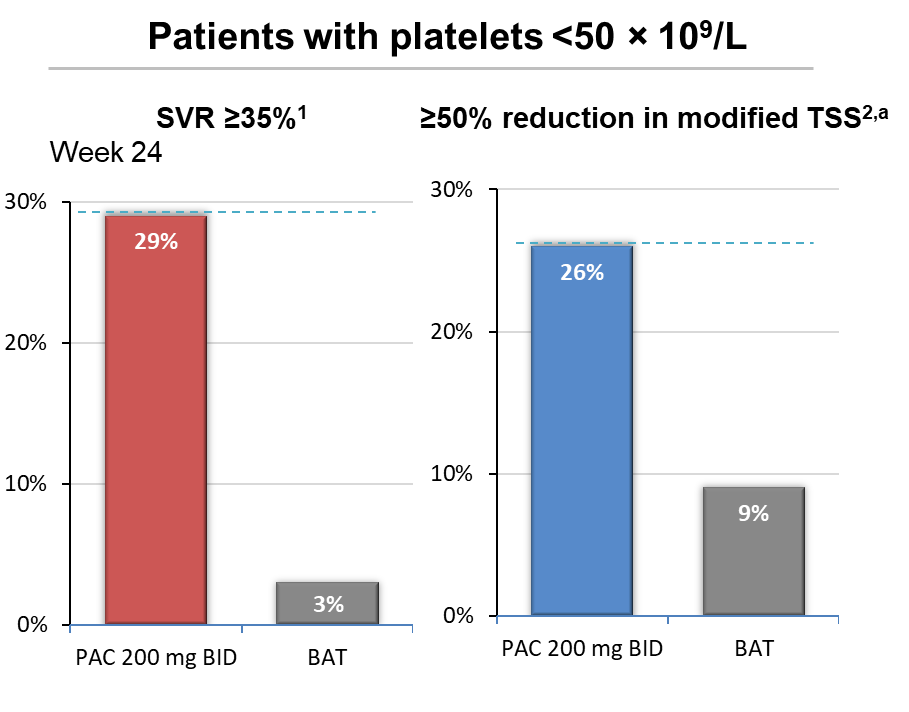 Patients with platelets <50 × 10⁹/L
SVR ≥35%¹
Week 24
30%
20%
10%
0%
29%
3%
PAC 200 mg BID
BAT
≥50% reduction in modified TSS²,ᵃ
30%
20%
10%
0%
26%
9%
PAC 200 mg BID
BAT